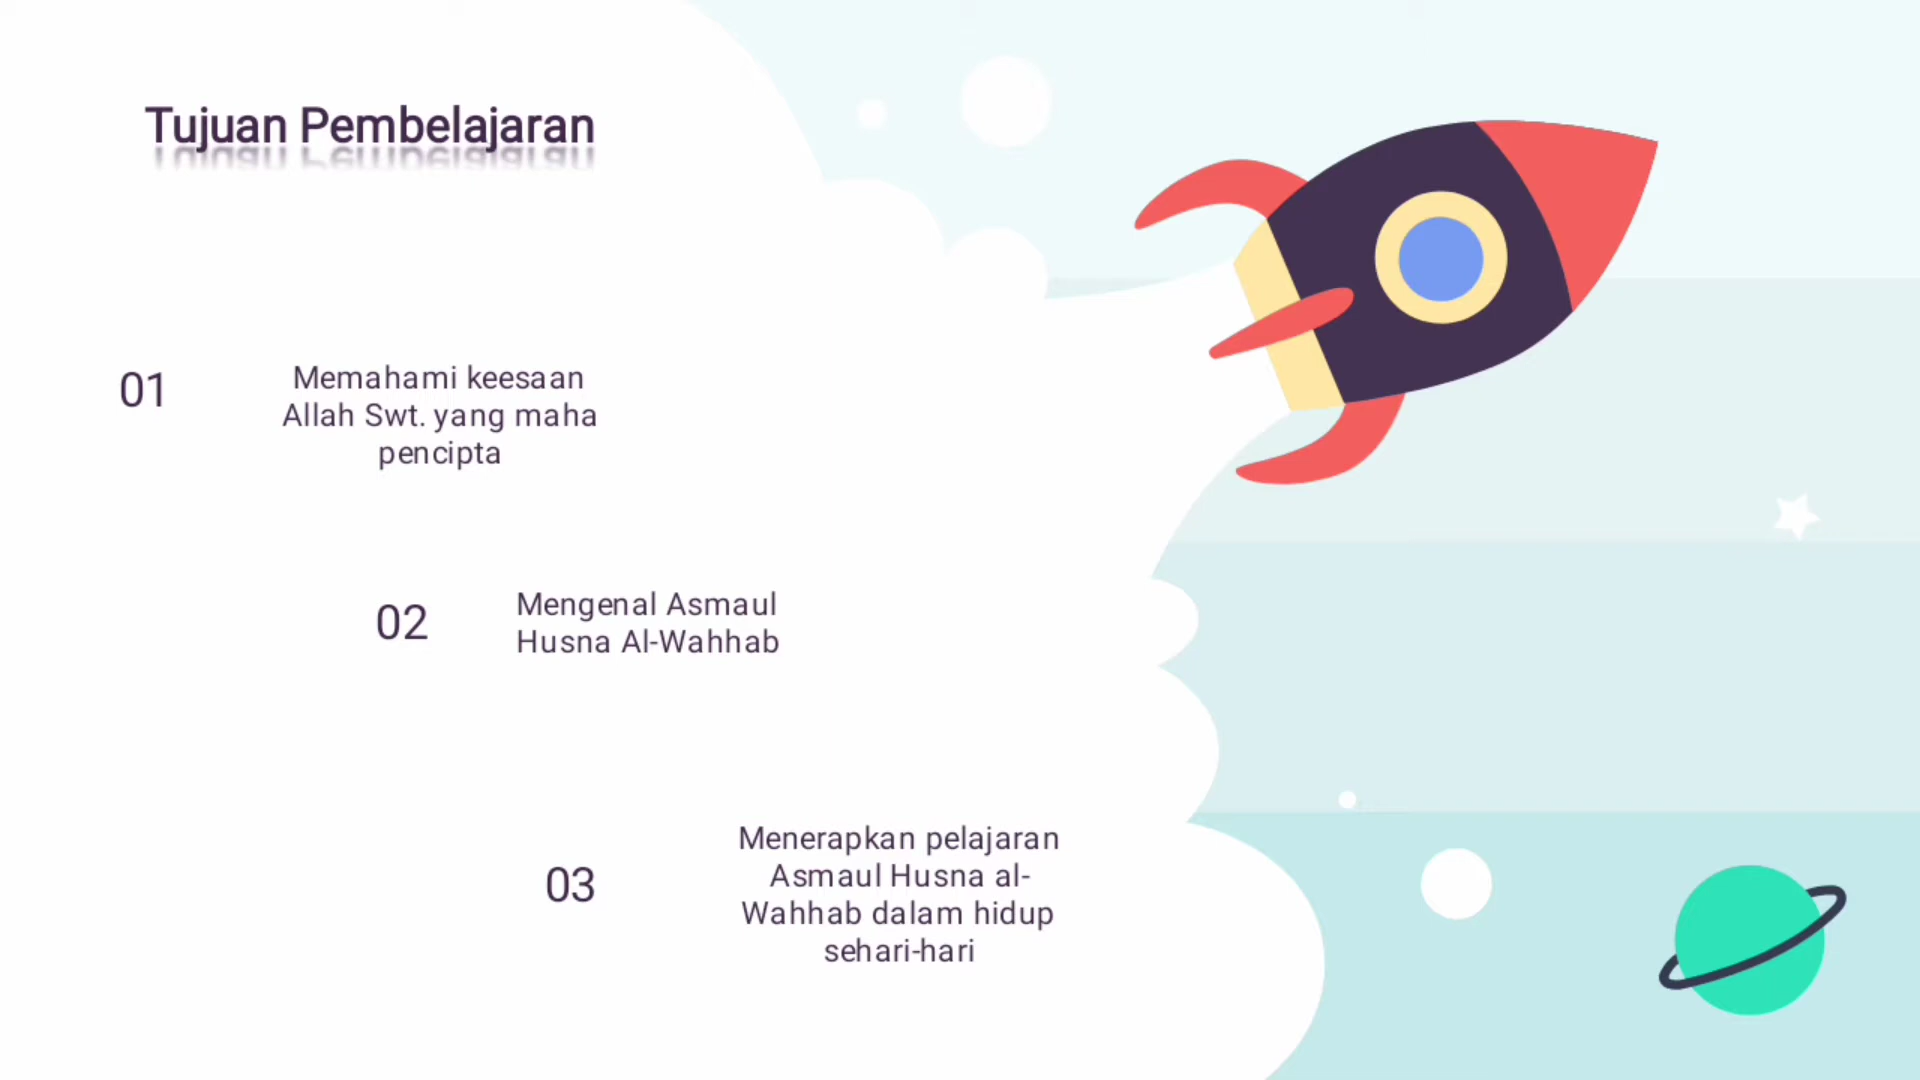 Tujuan Pembelajaran
01
Memahami keesaan
Allah Swt. yang maha
pencipta
02
Mengenal Asmaul
Husna Al-Wahhab
03
Menerapkan pelajaran
Asmaul Husna al-
Wahhab dalam hidup
sehari-hari